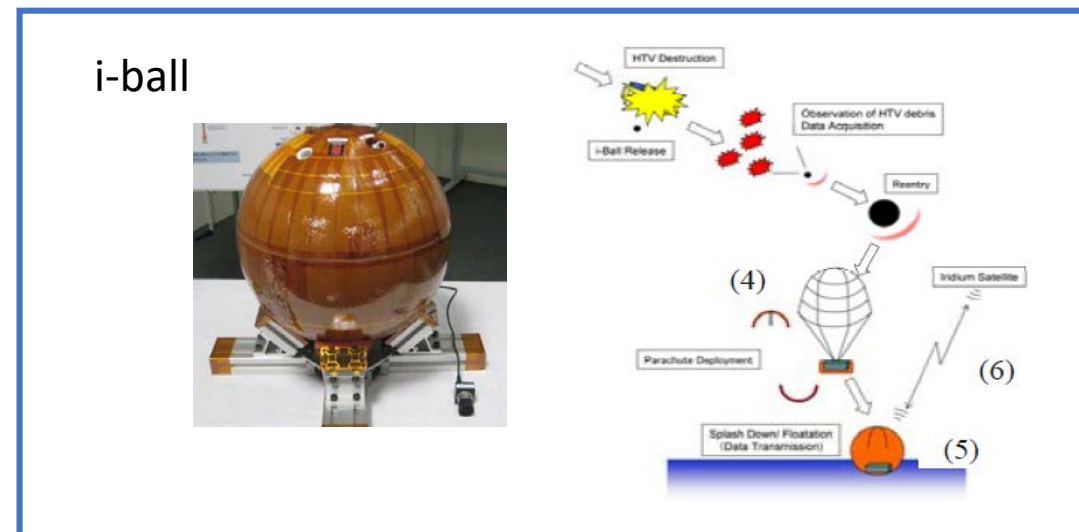 i-ball
HTV Destruction
i-Ball Release
Observation of HTV debris
Data Acquisition
Reentry
(4)
Iridium Satellite
Parachute Deployment
(6)
Splash Down/ Floatation
(Data Transmission)
(5)